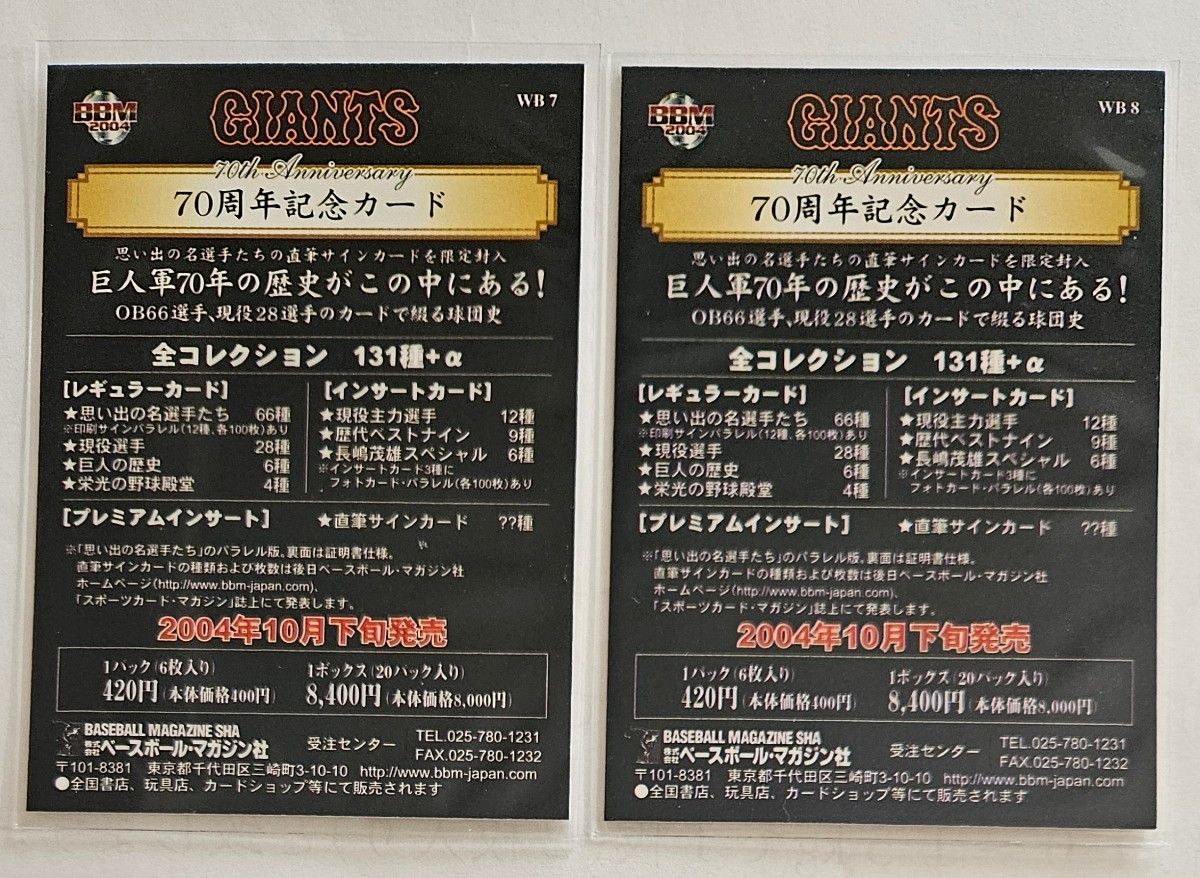 BBM
2004
GIANTS
WB 7
70th Anniversary
70周年記念カード
思い出の名選手たちの直筆サインカードを限定封入
巨人軍70年の歴史がこの中にある!
OB66選手、現役28選手のカードで綴る球団史
全コレクション 131種+α
[レギュラーカード]
★思い出の名選手たち 66種
※印刷サインパラレル(12種、各100枚)あり
★現役選手 28種
★巨人の歴史 6種
★栄光の野球殿堂 4種
[インサートカード]
★現役主力選手 12種
★歴代ベストナイン 9種
★長嶋茂雄スペシャル 6種
※インサートカード3種に
フォトカード・パラレル(各100枚)あり
[プレミアムインサート] ★直筆サインカード ??種
※「思い出の名選手たち」のパラレル版。裏面は証明書仕様。
直筆サインカードの種類および枚数は後日ベースボール・マガジン社
ホームページ(http://www.bbm-japan.com)、
「スポーツカード・マガジン」誌上にて発表します。
2004年10月下旬発売
1パック(6枚入り) 1ボックス(20パック入り)
420円(本体価格400円) 8,400円(本体価格8,000円)
BASEBALL MAGAZINE SHA
株式会社ベースボール・マガジン社 受注センター
TEL.025-780-1231
FAX.025-780-1232
〒101-8381 東京都千代田区三崎町3-10-10 http://www.bbm-japan.com
●全国書店、玩具店、カードショップ等にて販売されます
BBM
2004
GIANTS
WB 8
70th Anniversary
70周年記念カード
思い出の名選手たちの直筆サインカードを限定封入
巨人軍70年の歴史がこの中にある!
OB66選手、現役28選手のカードで綴る球団史
全コレクション 131種+α
[レギュラーカード]
★思い出の名選手たち 66種
※印刷サインパラレル(12種、各100枚)あり
★現役選手 28種
★巨人の歴史 6種
★栄光の野球殿堂 4種
[インサートカード]
★現役主力選手 12種
★歴代ベストナイン 9種
★長嶋茂雄スペシャル 6種
※インサートカード3種に
フォトカード・パラレル(各100枚)あり
[プレミアムインサート] ★直筆サインカード ??種
※「思い出の名選手たち」のパラレル版。裏面は証明書仕様。
直筆サインカードの種類および枚数は後日ベースボール・マガジン社
ホームページ(http://www.bbm-japan.com)、
「スポーツカード・マガジン」誌上にて発表します。
2004年10月下旬発売
1パック(6枚入り) 1ボックス(20パック入り)
420円(本体価格400円) 8,400円(本体価格8,000円)
BASEBALL MAGAZINE SHA
株式会社ベースボール・マガジン社 受注センター
TEL.025-780-1231
FAX.025-780-1232
〒101-8381 東京都千代田区三崎町3-10-10 http://www.bbm-japan.com
●全国書店、玩具店、カードショップ等にて販売されます